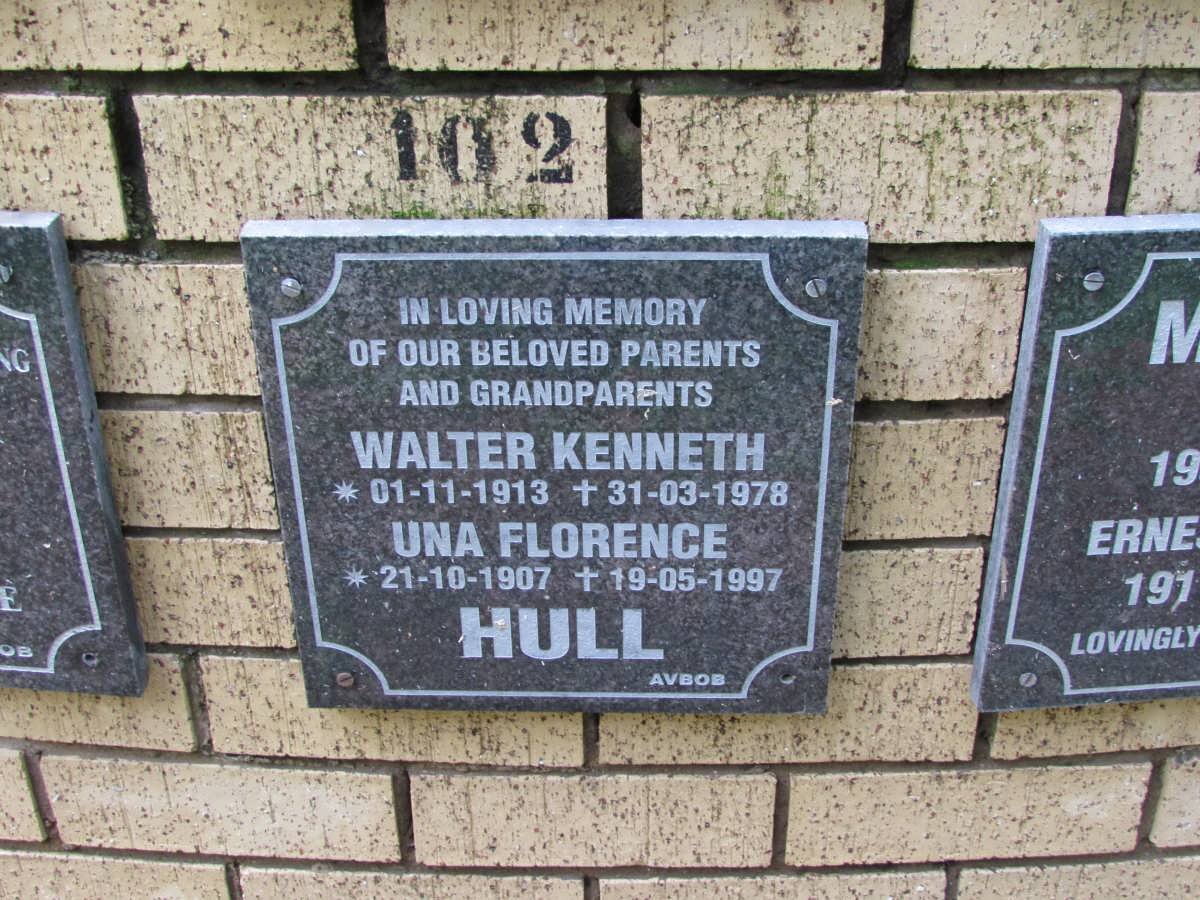 102
IN LOVING MEMORY
OF OUR BELOVED PARENTS
AND GRANDPARENTS
WALTER KENNETH
* 01-11-1913 ✝ 31-03-1978
UNA FLORENCE
* 21-10-1907 ✝ 19-05-1997
HULL
AVBOB
LOVINGLY